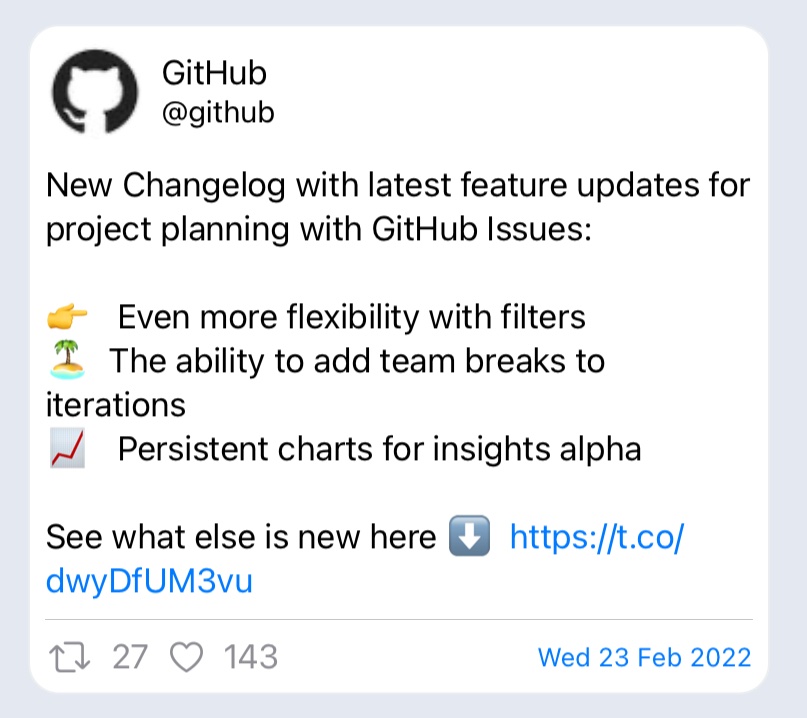 GitHub
@github
New Changelog with latest feature updates for
project planning with GitHub Issues:
👉 Even more flexibility with filters
🏝️ The ability to add team breaks to
iterations
📈 Persistent charts for insights alpha
See what else is new here ⬇️ https://t.co/
dwyDfUM3vu
27 143 Wed 23 Feb 2022